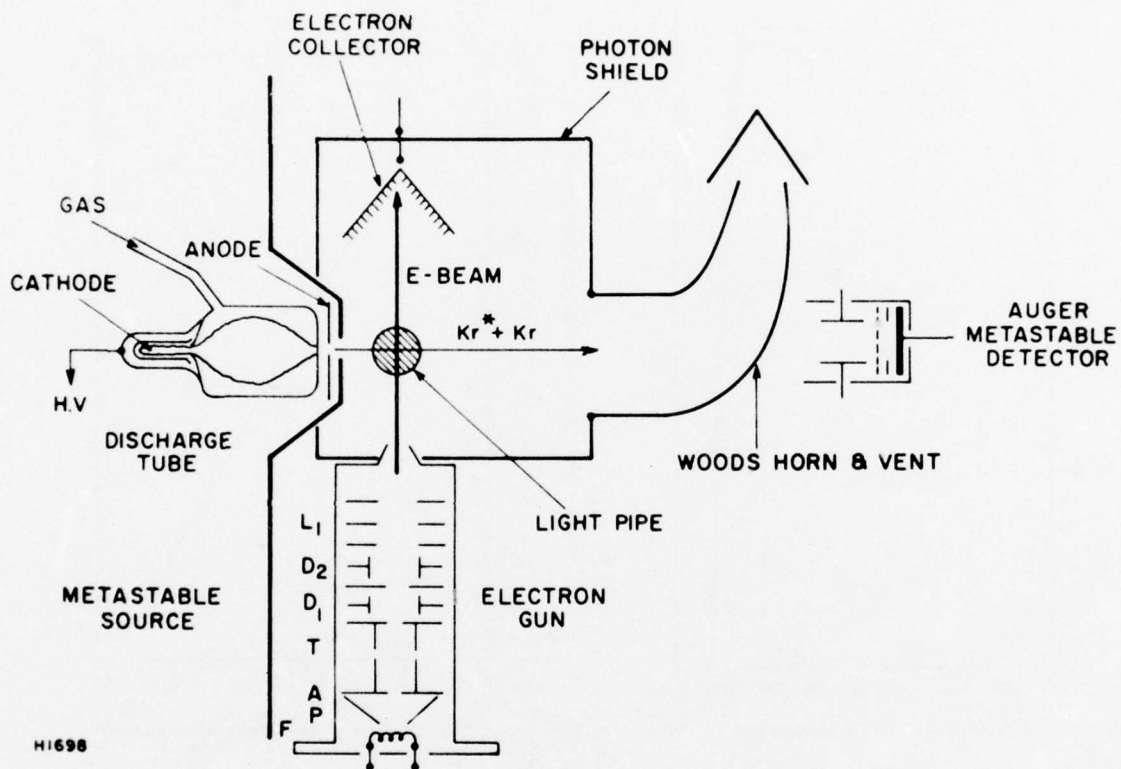 ELECTRON
COLLECTOR
PHOTON
SHIELD
GAS
ANODE
CATHODE
E-BEAM
Kr* + Kr
AUGER
METASTABLE
DETECTOR
H.V
DISCHARGE
TUBE
WOODS HORN & VENT
LIGHT PIPE
L1
D2
METASTABLE
SOURCE
D1
ELECTRON
GUN
T
A
P
F
H1698